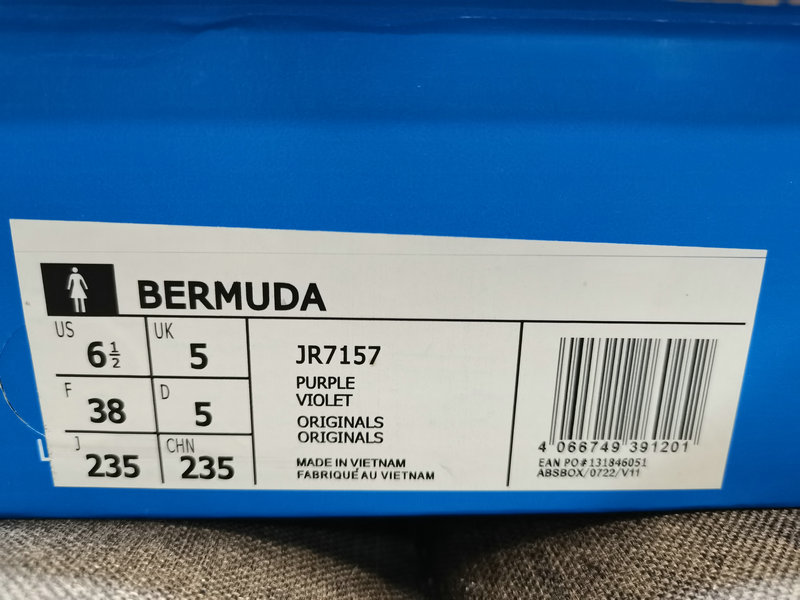 BERMUDA
US 6½ UK 5
F 38 D 5
J 235 CHN 235
JR7157
PURPLE
VIOLET
ORIGINALS
ORIGINALS
MADE IN VIETNAM
FABRIQUÉ AU VIETNAM
4 066749 391201
EAN PO#131846051
ABSBOX/0722/V11
L